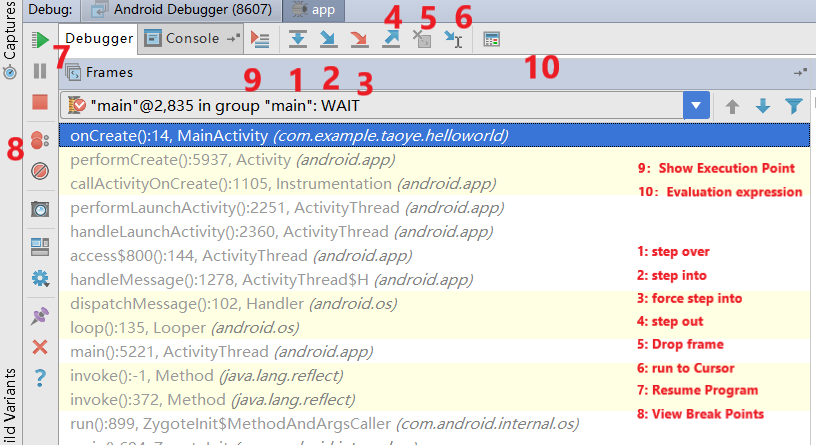 Debug: Android Debugger (8607) app
Captures
Debugger Console
4 5 6
7
Frames
9 1 2 3 10
"main"@2,835 in group "main": WAIT
8
onCreate():14, MainActivity (com.example.taoye.helloworld)
performCreate():5937, Activity (android.app)
callActivityOnCreate():1105, Instrumentation (android.app)
performLaunchActivity():2251, ActivityThread (android.app)
handleLaunchActivity():2360, ActivityThread (android.app)
access$800():144, ActivityThread (android.app)
handleMessage():1278, ActivityThread$H (android.app)
dispatchMessage():102, Handler (android.os)
loop():135, Looper (android.os)
main():5221, ActivityThread (android.app)
invoke():-1, Method (java.lang.reflect)
invoke():372, Method (java.lang.reflect)
run():899, ZygoteInit$MethodAndArgsCaller (com.android.internal.os)
9: Show Execution Point
10: Evaluation expression
1: step over
2: step into
3: force step into
4: step out
5: Drop frame
6: run to Cursor
7: Resume Program
8: View Break Points
ild Variants